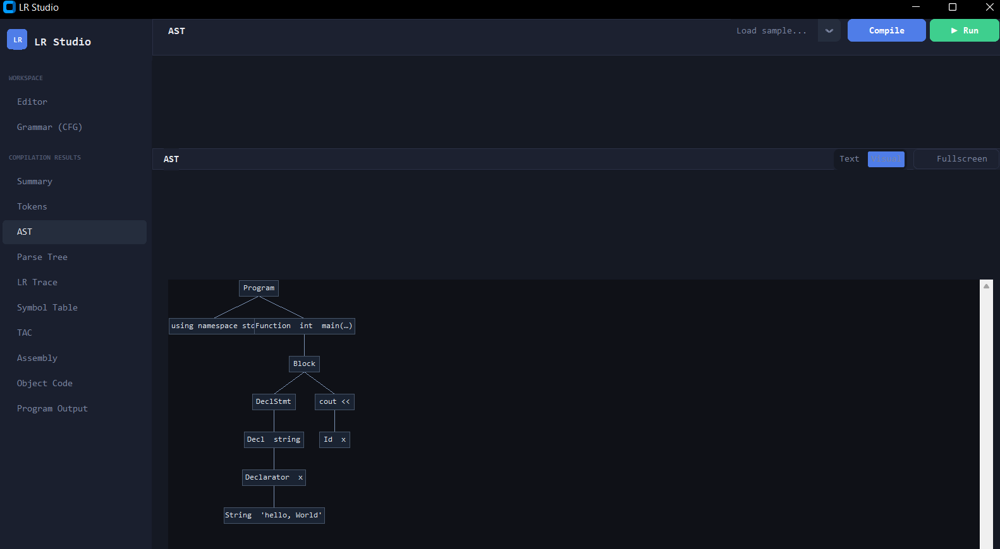 LR Studio
LR
LR Studio
WORKSPACE
Editor
Grammar (CFG)
COMPILATION RESULTS
Summary
Tokens
AST
Parse Tree
LR Trace
Symbol Table
TAC
Assembly
Object Code
Program Output
AST
Load sample...
Compile
▶ Run
AST
Text
Visual
Fullscreen
Program
using namespace std
Function int main(…)
Block
DeclStmt
cout <<
Decl string
Id x
Declarator x
String 'hello, World'